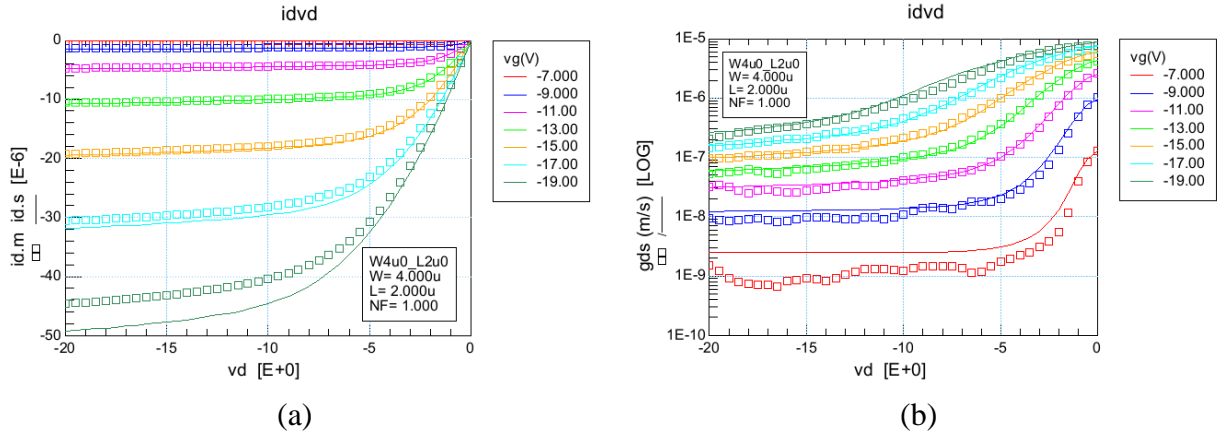 idvd
id.m id.s [E-6]
0
-10
-20
-30
-40
-50
-20
-15
-10
-5
0
vd [E+0]
W4u0_L2u0
W= 4.000u
L= 2.000u
NF= 1.000
vg(V)
-7.000
-9.000
-11.00
-13.00
-15.00
-17.00
-19.00
(a)
idvd
gds (m/s) [LOG]
1E-5
1E-6
1E-7
1E-8
1E-9
1E-10
-20
-15
-10
-5
0
vd [E+0]
W4u0_L2u0
W= 4.000u
L= 2.000u
NF= 1.000
vg(V)
-7.000
-9.000
-11.00
-13.00
-15.00
-17.00
-19.00
(b)